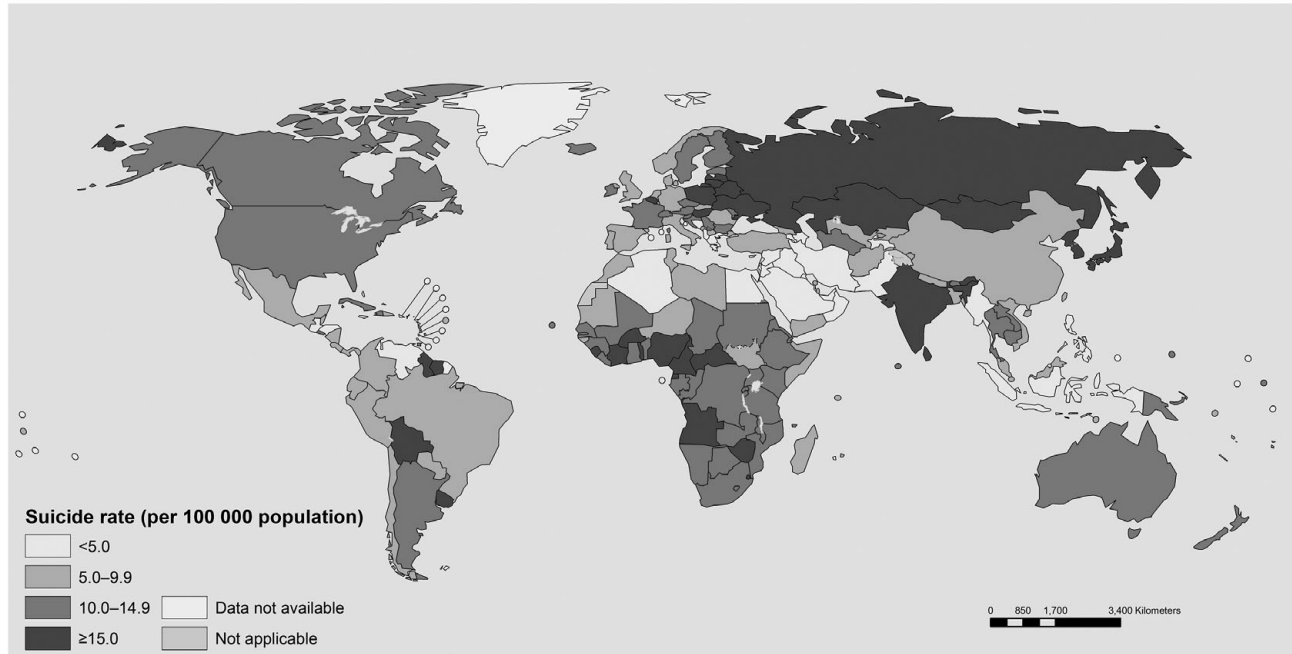 Suicide rate (per 100 000 population)
<5.0
5.0–9.9
10.0–14.9
≥15.0
Data not available
Not applicable
0 850 1,700 3,400 Kilometers